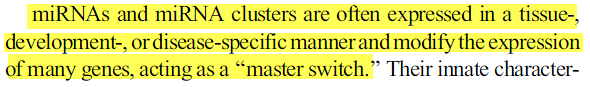 miRNAs and miRNA clusters are often expressed in a tissue-,
development-, or disease-specific manner and modify the expression
of many genes, acting as a “master switch.” Their innate character-